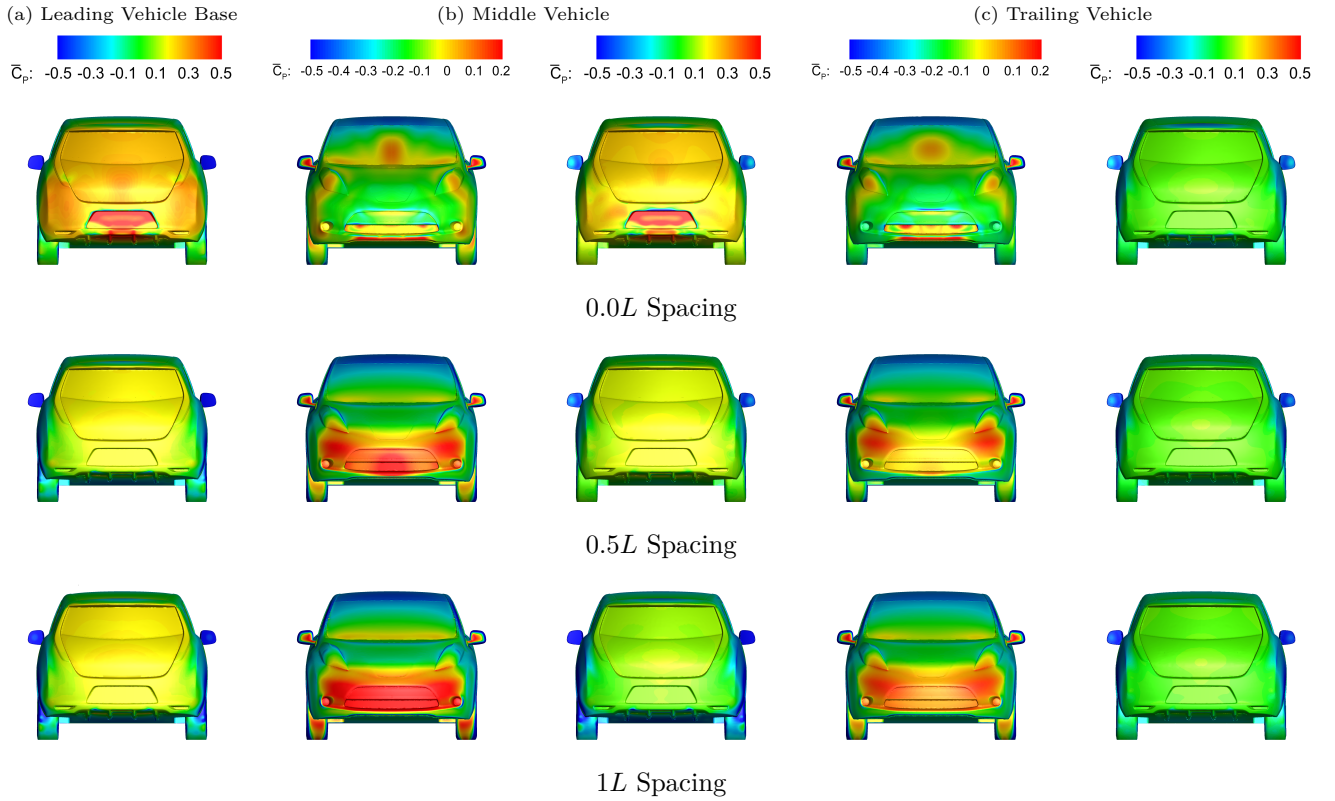 (a) Leading Vehicle Base
(b) Middle Vehicle
(c) Trailing Vehicle
C̅P: -0.5 -0.3 -0.1 0.1 0.3 0.5
C̅P: -0.5 -0.4 -0.3 -0.2 -0.1 0 0.1 0.2
C̅P: -0.5 -0.3 -0.1 0.1 0.3 0.5
C̅P: -0.5 -0.4 -0.3 -0.2 -0.1 0 0.1 0.2
C̅P: -0.5 -0.3 -0.1 0.1 0.3 0.5
0.0L Spacing
0.5L Spacing
1L Spacing